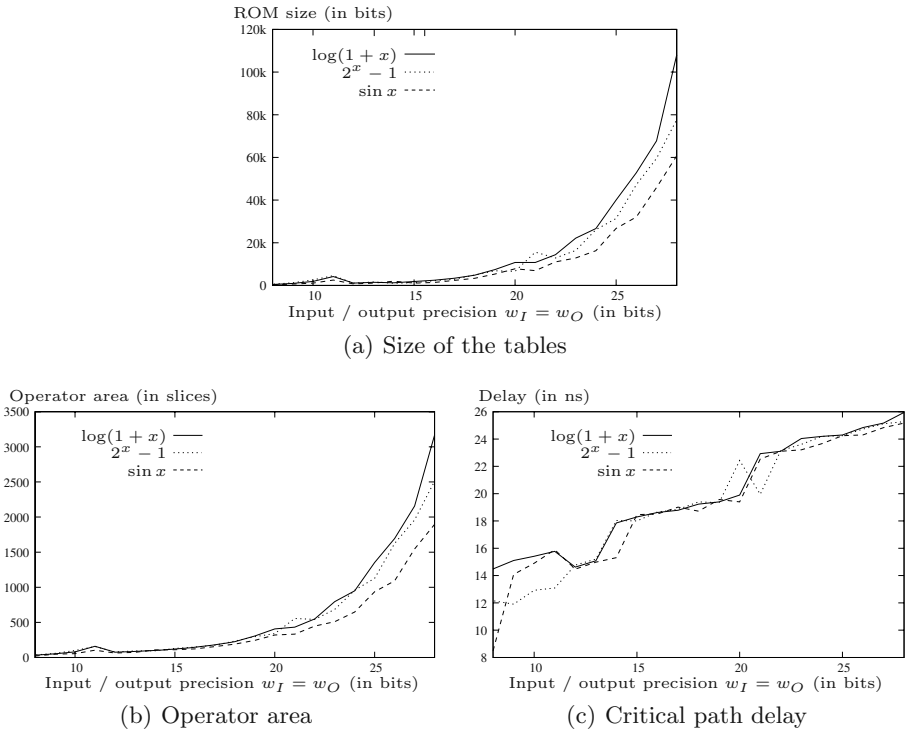 ROM size (in bits)
120k
100k
80k
60k
40k
20k
0
log(1 + x)
2^x − 1
sin x
10 15 20 25
Input / output precision w_I = w_O (in bits)
(a) Size of the tables
Operator area (in slices)
3500
3000
2500
2000
1500
1000
500
0
log(1 + x)
2^x − 1
sin x
10 15 20 25
Input / output precision w_I = w_O (in bits)
(b) Operator area
Delay (in ns)
26
24
22
20
18
16
14
12
10
8
log(1 + x)
2^x − 1
sin x
10 15 20 25
Input / output precision w_I = w_O (in bits)
(c) Critical path delay